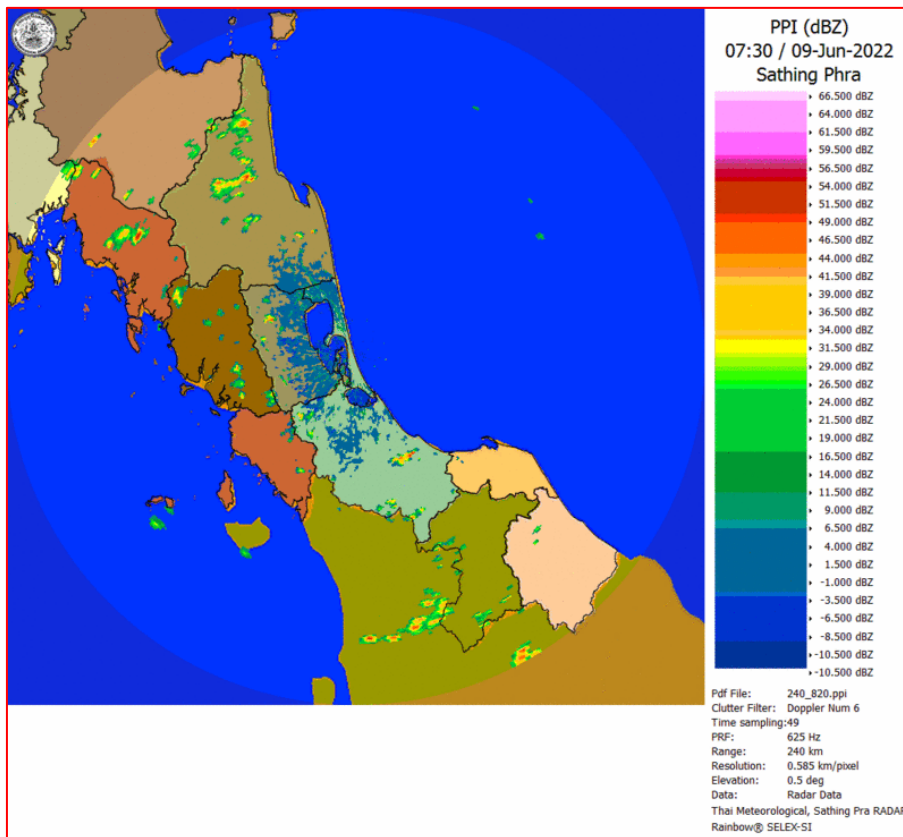 PPI (dBZ)
07:30 / 09-Jun-2022
Sathing Phra
66.500 dBZ
64.000 dBZ
61.500 dBZ
59.500 dBZ
56.500 dBZ
54.000 dBZ
51.500 dBZ
49.000 dBZ
46.500 dBZ
44.000 dBZ
41.500 dBZ
39.000 dBZ
36.500 dBZ
34.000 dBZ
31.500 dBZ
29.000 dBZ
26.500 dBZ
24.000 dBZ
21.500 dBZ
19.000 dBZ
16.500 dBZ
11.500 dBZ
9.000 dBZ
6.500 dBZ
4.000 dBZ
1.500 dBZ
-1.000 dBZ
-3.500 dBZ
-6.500 dBZ
-8.500 dBZ
-10.500 dBZ
-10.500 dBZ
Pdf File: 240_820.ppi
Clutter Filter: Doppler Num 6
Time sampling:49
PRF: 625 Hz
Range: 240 km
Resolution: 0.585 km/pixel
Elevation: 0.5 deg
Data: Radar Data
Thai Meteorological, Sathing Pra RADAR
Rainbow® SELEX-SI